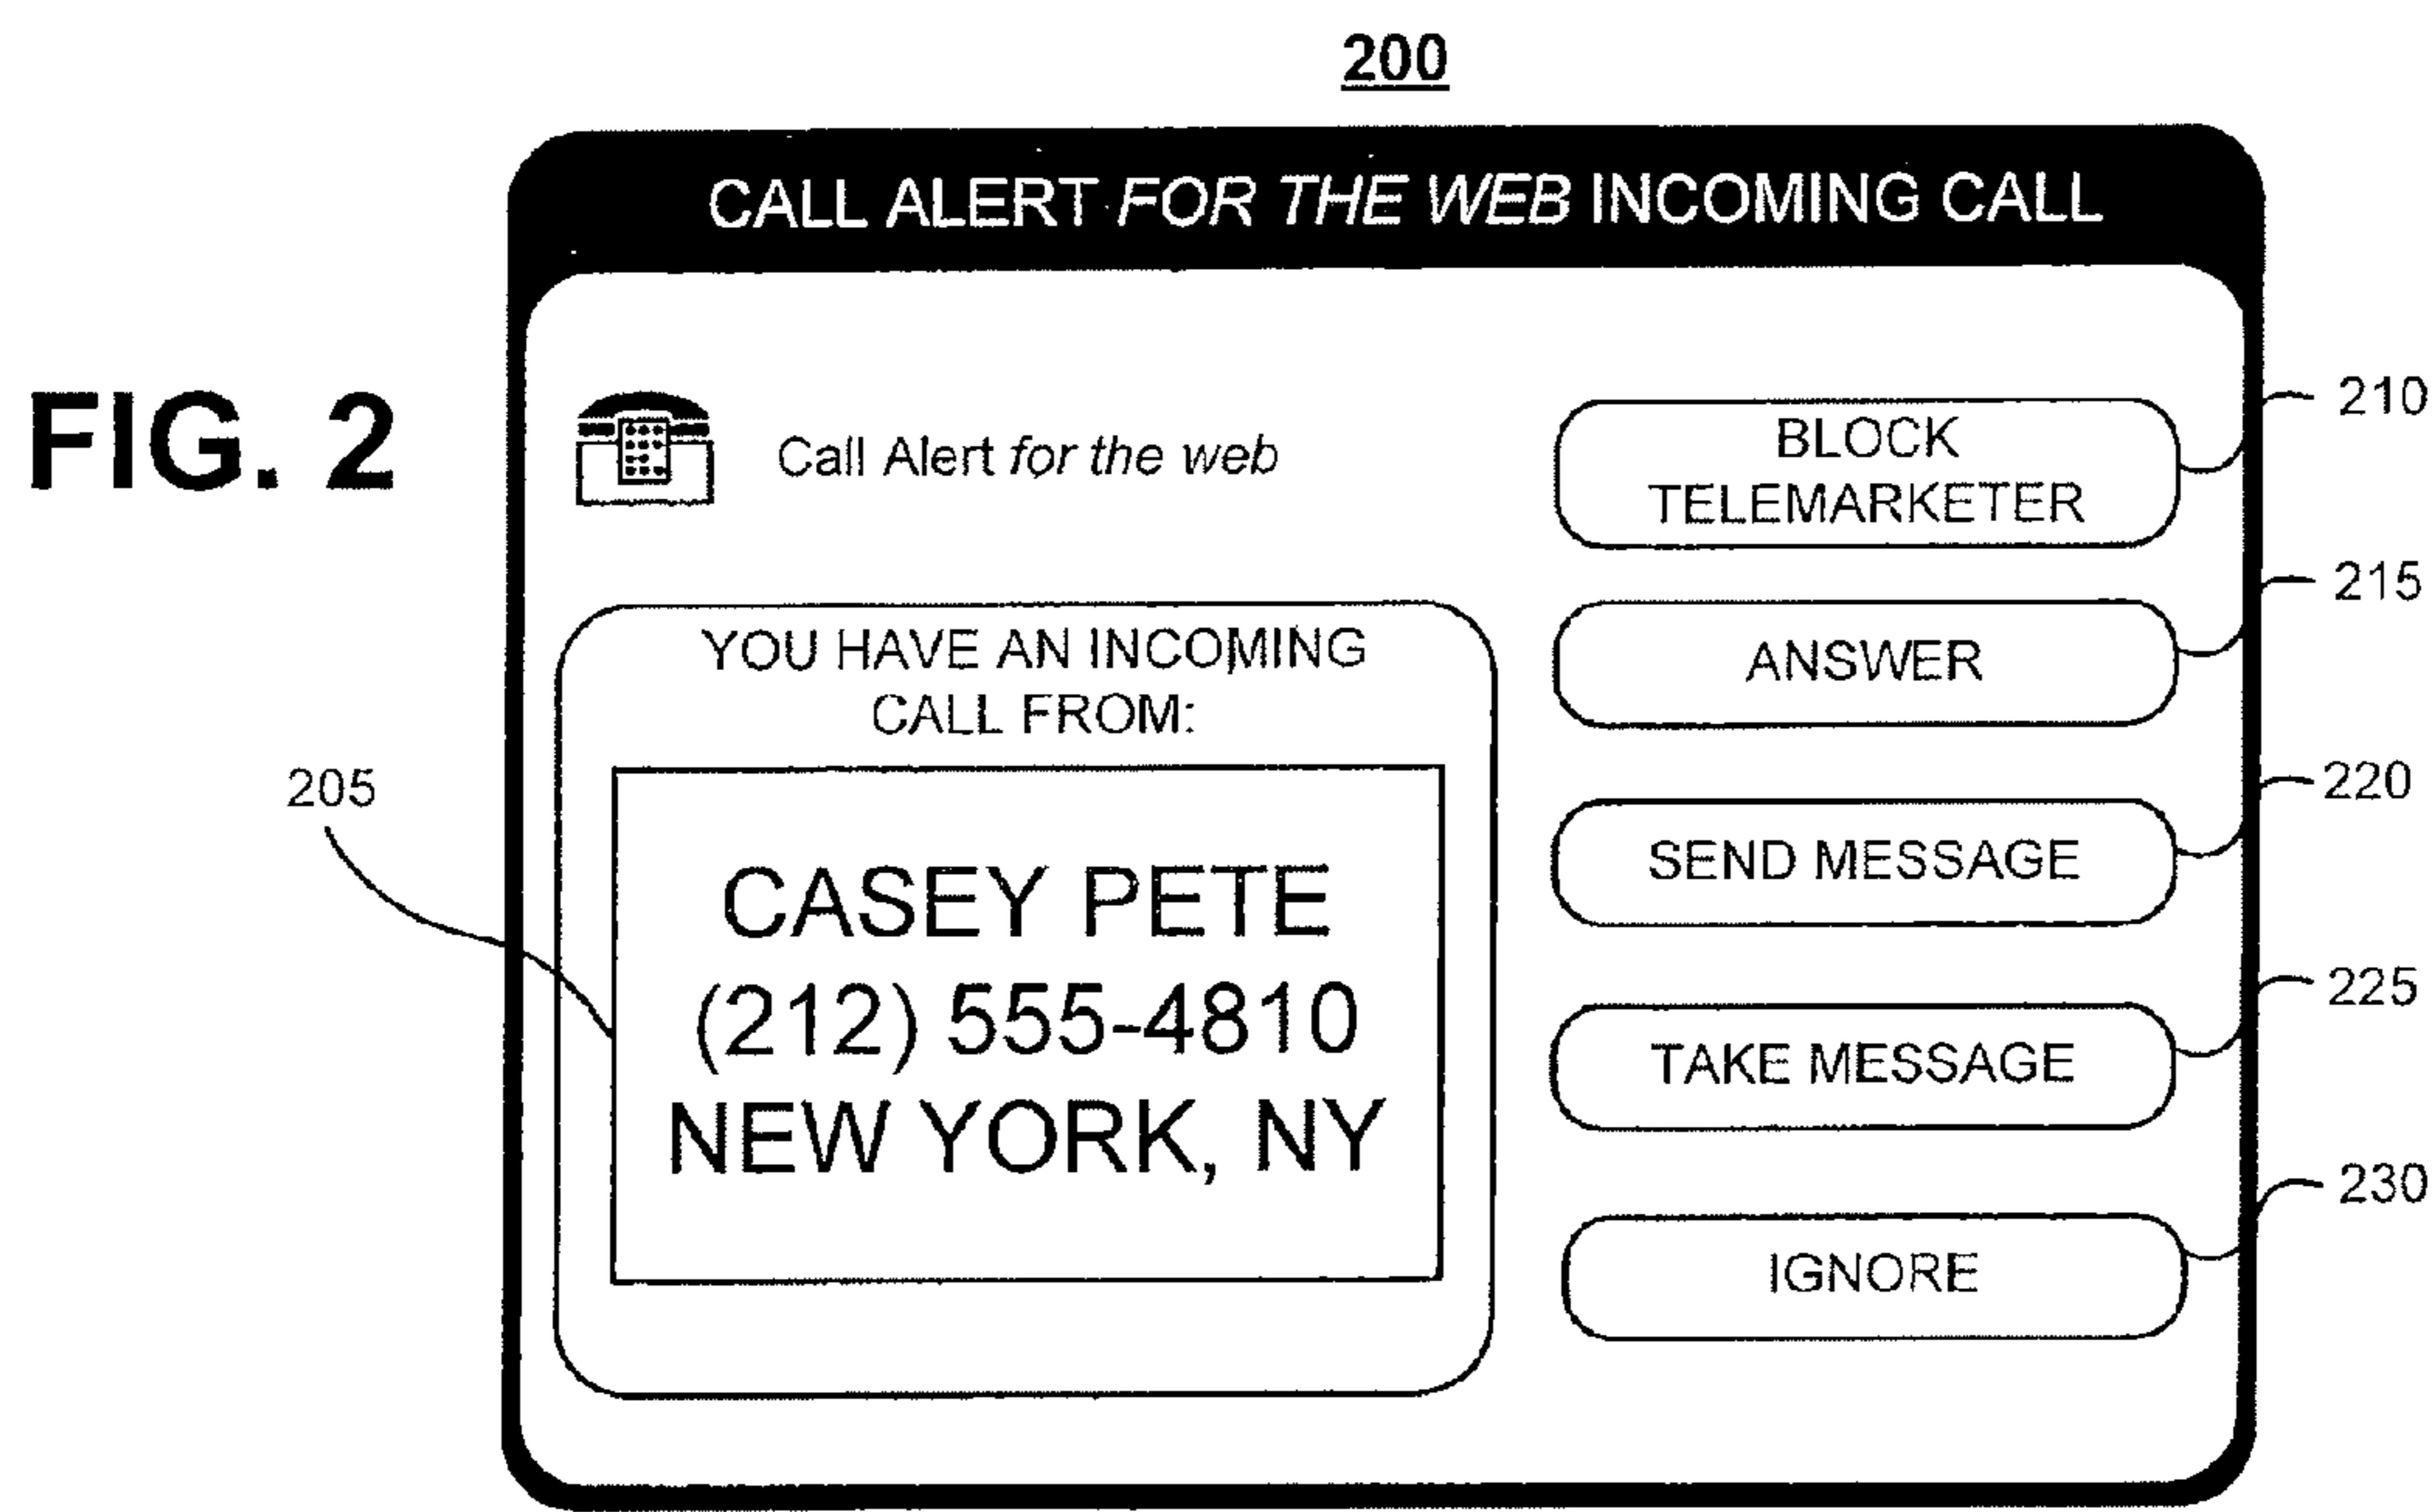 200
CALL ALERT FOR THE WEB INCOMING CALL
FIG. 2
Call Alert for the web
YOU HAVE AN INCOMING
CALL FROM:
205
CASEY PETE
(212) 555-4810
NEW YORK, NY
210
BLOCK
TELEMARKETER
215
ANSWER
220
SEND MESSAGE
225
TAKE MESSAGE
230
IGNORE